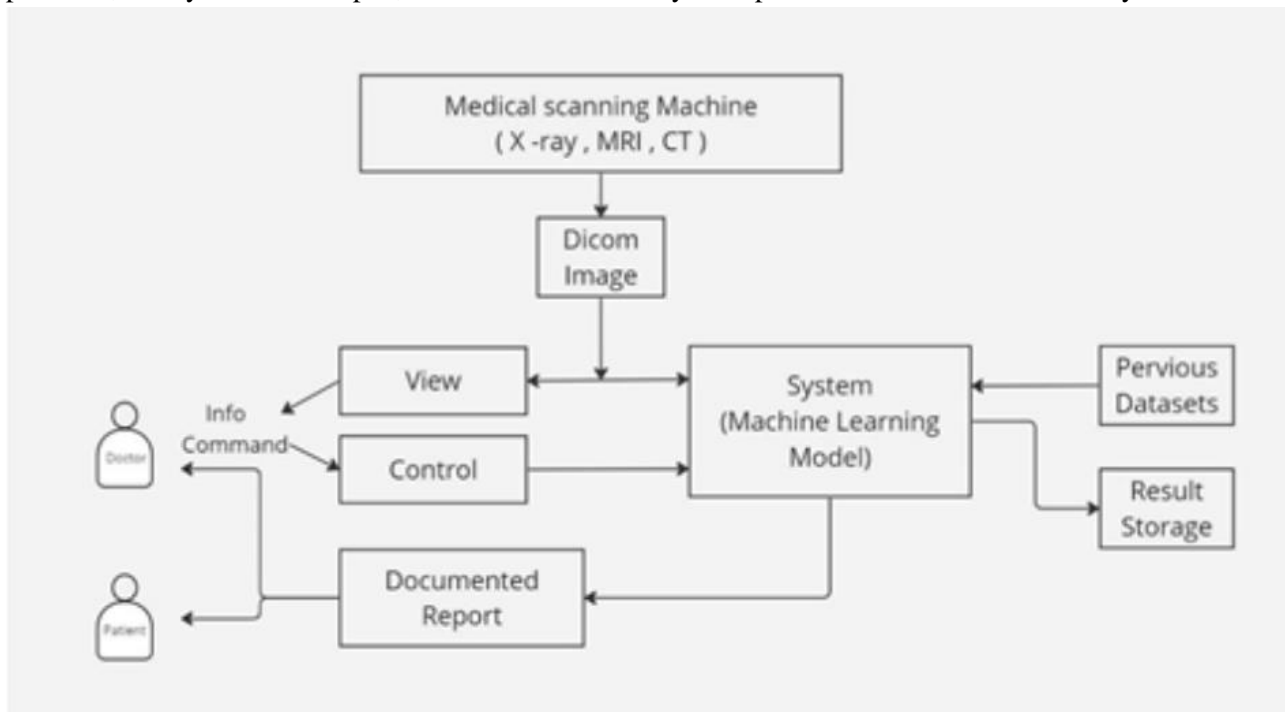 Medical scanning Machine
( X -ray , MRI , CT )
Dicom
Image
View
System
(Machine Learning
Model)
Pervious
Datasets
Info
Command
Doctor
Control
Result
Storage
Documented
Report
Patient